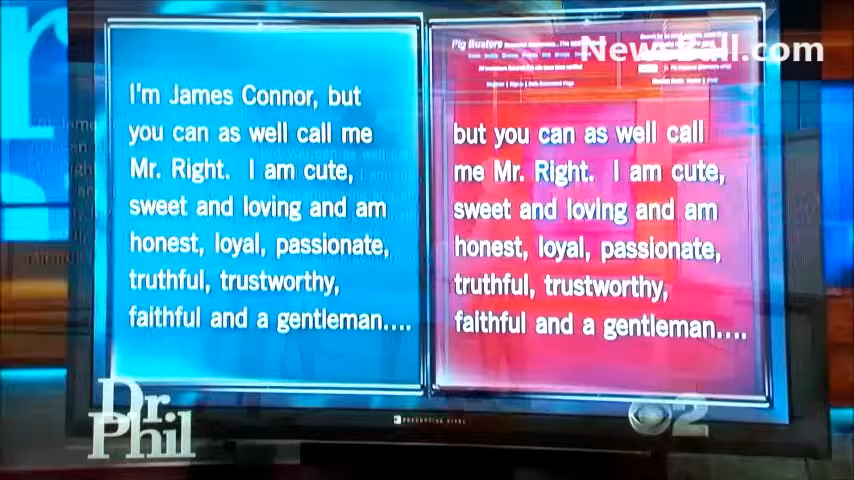 NewsBall.com
Pig Busters
I'm James Connor, but
you can as well call me
Mr. Right. I am cute,
sweet and loving and am
honest, loyal, passionate,
truthful, trustworthy,
faithful and a gentleman....
but you can as well call
me Mr. Right. I am cute,
sweet and loving and am
honest, loyal, passionate,
truthful, trustworthy,
faithful and a gentleman....
Dr.
Phil
2